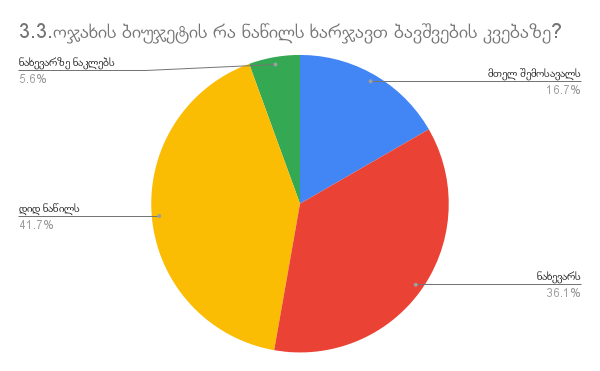 3.3.ოჯახის ბიუჯეტის რა ნაწილს ხარჯავთ ბავშვების კვებაზე?
ნახევარზე ნაკლებს
5.6%
მთელ შემოსავალს
16.7%
დიდ ნაწილს
41.7%
ნახევარს
36.1%